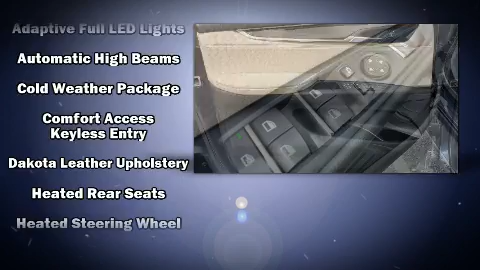 Adaptive Full LED Lights
Automatic High Beams
Cold Weather Package
Comfort Access
Keyless Entry
Dakota Leather Upholstery
Heated Rear Seats
Heated Steering Wheel